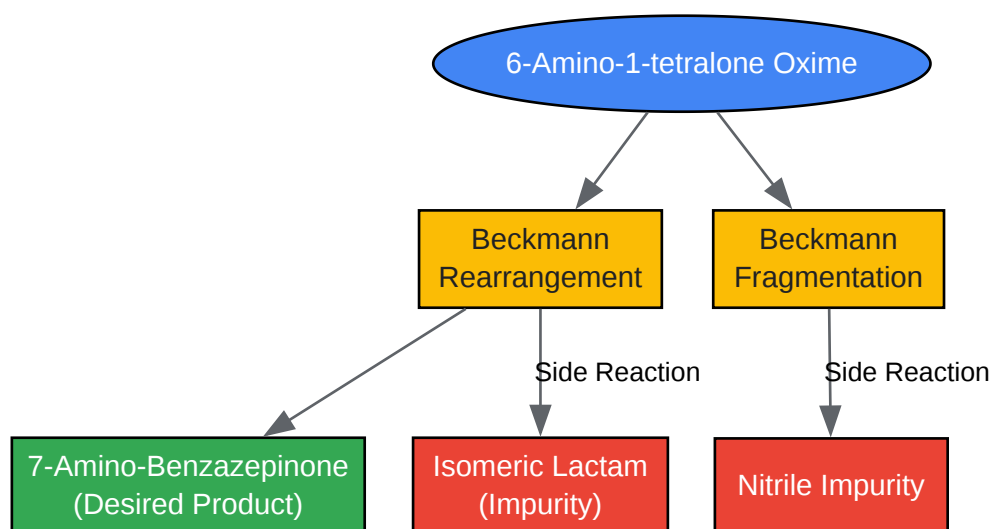 6-Amino-1-tetralone Oxime
Beckmann
Rearrangement
Beckmann
Fragmentation
Side Reaction
Side Reaction
7-Amino-Benzazepinone
(Desired Product)
Isomeric Lactam
(Impurity)
Nitrile Impurity